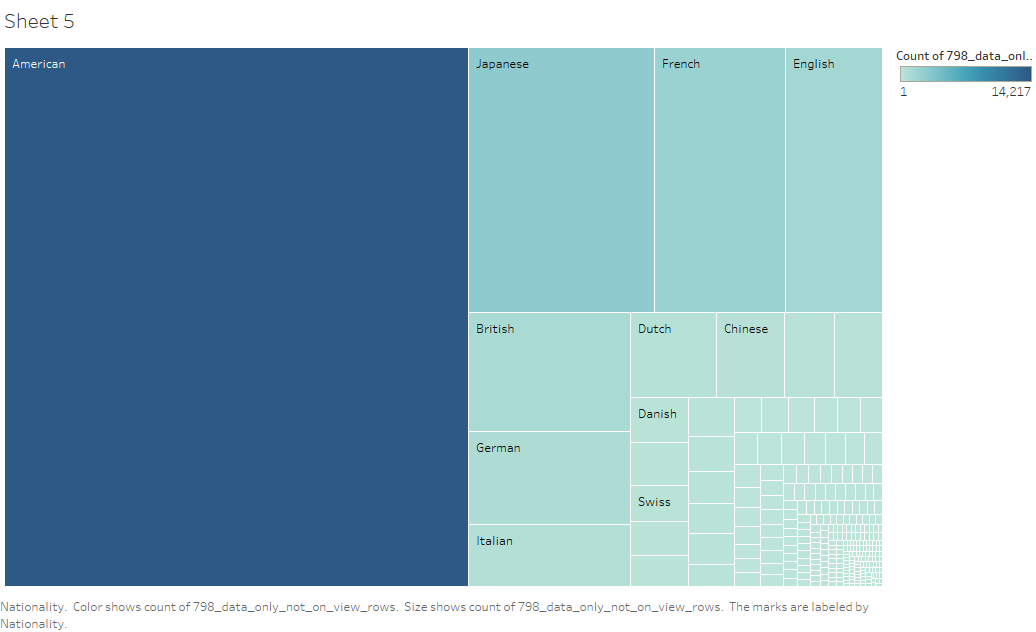 Sheet 5
American
Japanese
French
English
Count of 798_data_onl..
1
14,217
British
Dutch
Chinese
Danish
German
Swiss
Italian
Nationality.  Color shows count of 798_data_only_not_on_view_rows.  Size shows count of 798_data_only_not_on_view_rows.  The marks are labeled by
Nationality.